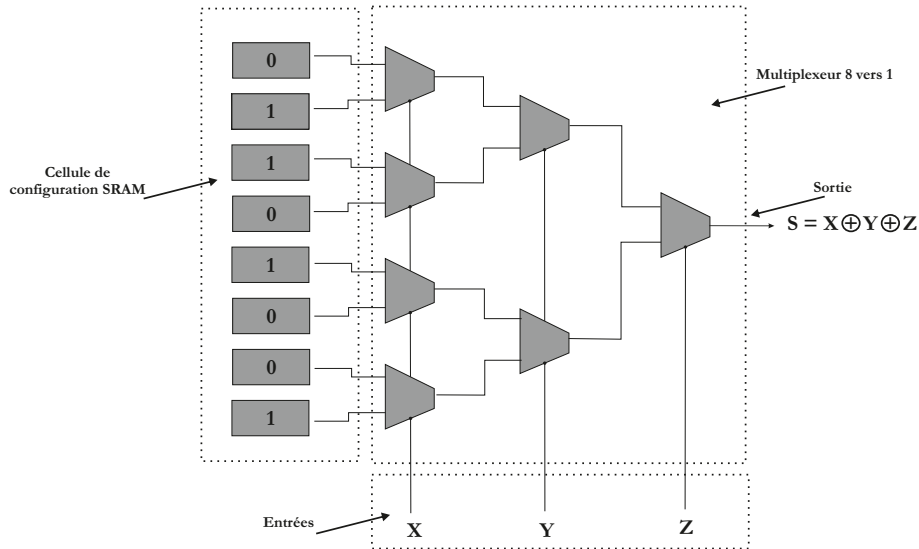 0
1
1
0
1
0
0
1
Cellule de
configuration SRAM
Multiplexeur 8 vers 1
Sortie
S = X⊕Y⊕Z
Entrées
X
Y
Z